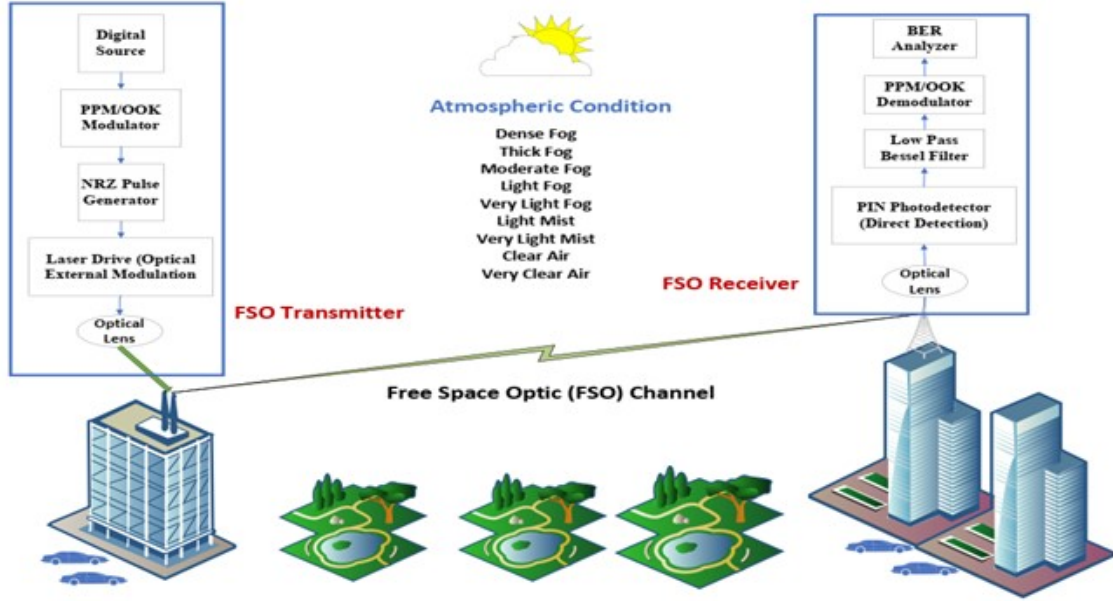 Digital
Source
PPM/OOK
Modulator
NRZ Pulse
Generator
Laser Drive (Optical
External Modulation
Optical
Lens
FSO Transmitter
Atmospheric Condition
Dense Fog
Thick Fog
Moderate Fog
Light Fog
Very Light Fog
Light Mist
Very Light Mist
Clear Air
Very Clear Air
Free Space Optic (FSO) Channel
BER
Analyzer
PPM/OOK
Demodulator
Low Pass
Bessel Filter
PIN Photodetector
(Direct Detection)
Optical
Lens
FSO Receiver